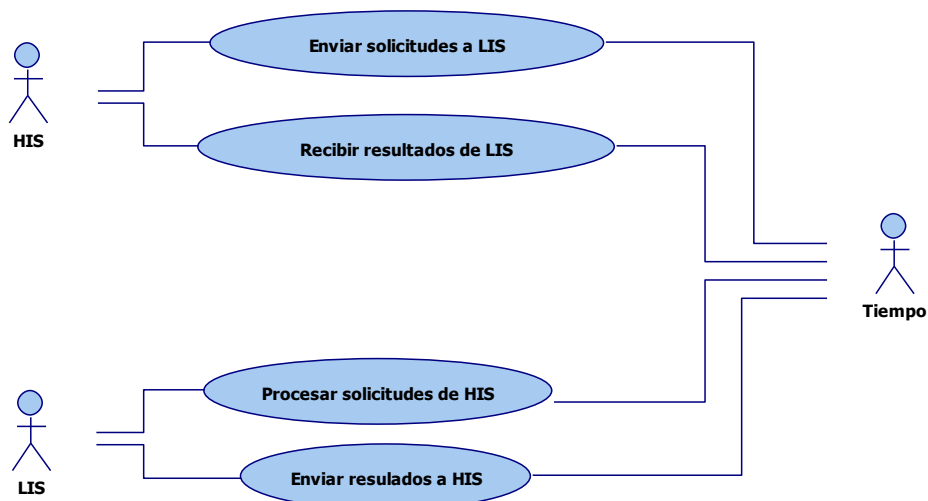 Enviar solicitudes a LIS
HIS
Recibir resultados de LIS
Tiempo
Procesar solicitudes de HIS
Enviar resulados a HIS
LIS